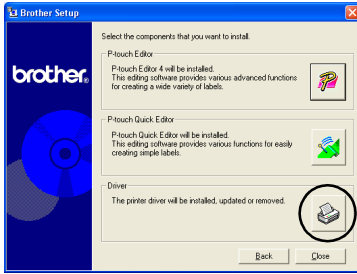 Brother Setup
Select the components that you want to install.
brother®
P-touch Editor
P-touch Editor 4 will be installed.
This editing software provides various advanced functions
for creating a wide variety of labels.
P-touch Quick Editor
P-touch Quick Editor will be installed.
This editing software provides various functions for easily
creating simple labels.
Driver
The printer driver will be installed, updated or removed.
Back
Close